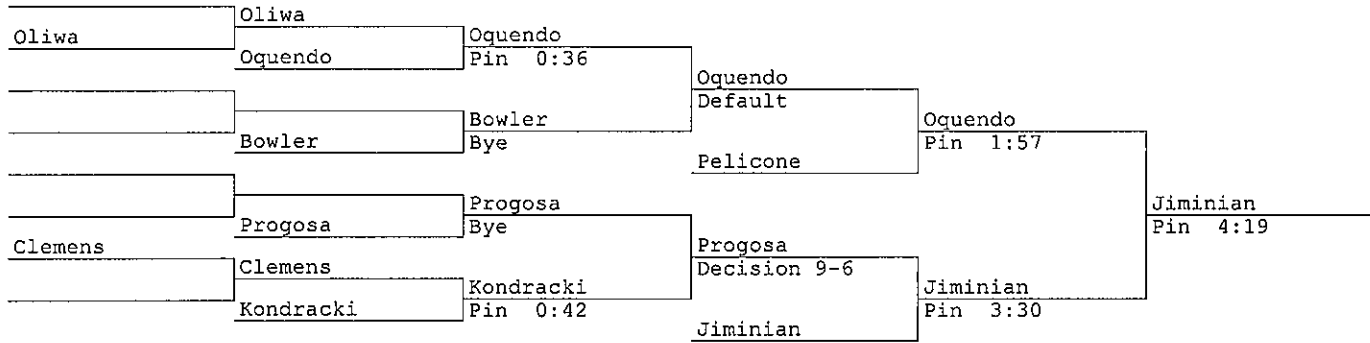 Oliwa
Oliwa
Oquendo
Oquendo
Pin 0:36
Oquendo
Default
Bowler
Bowler
Bye
Oquendo
Pin 1:57
Pelicone
Jiminian
Pin 4:19
Progosa
Progosa
Bye
Clemens
Clemens
Progosa
Decision 9-6
Kondracki
Kondracki
Pin 0:42
Jiminian
Pin 3:30
Jiminian